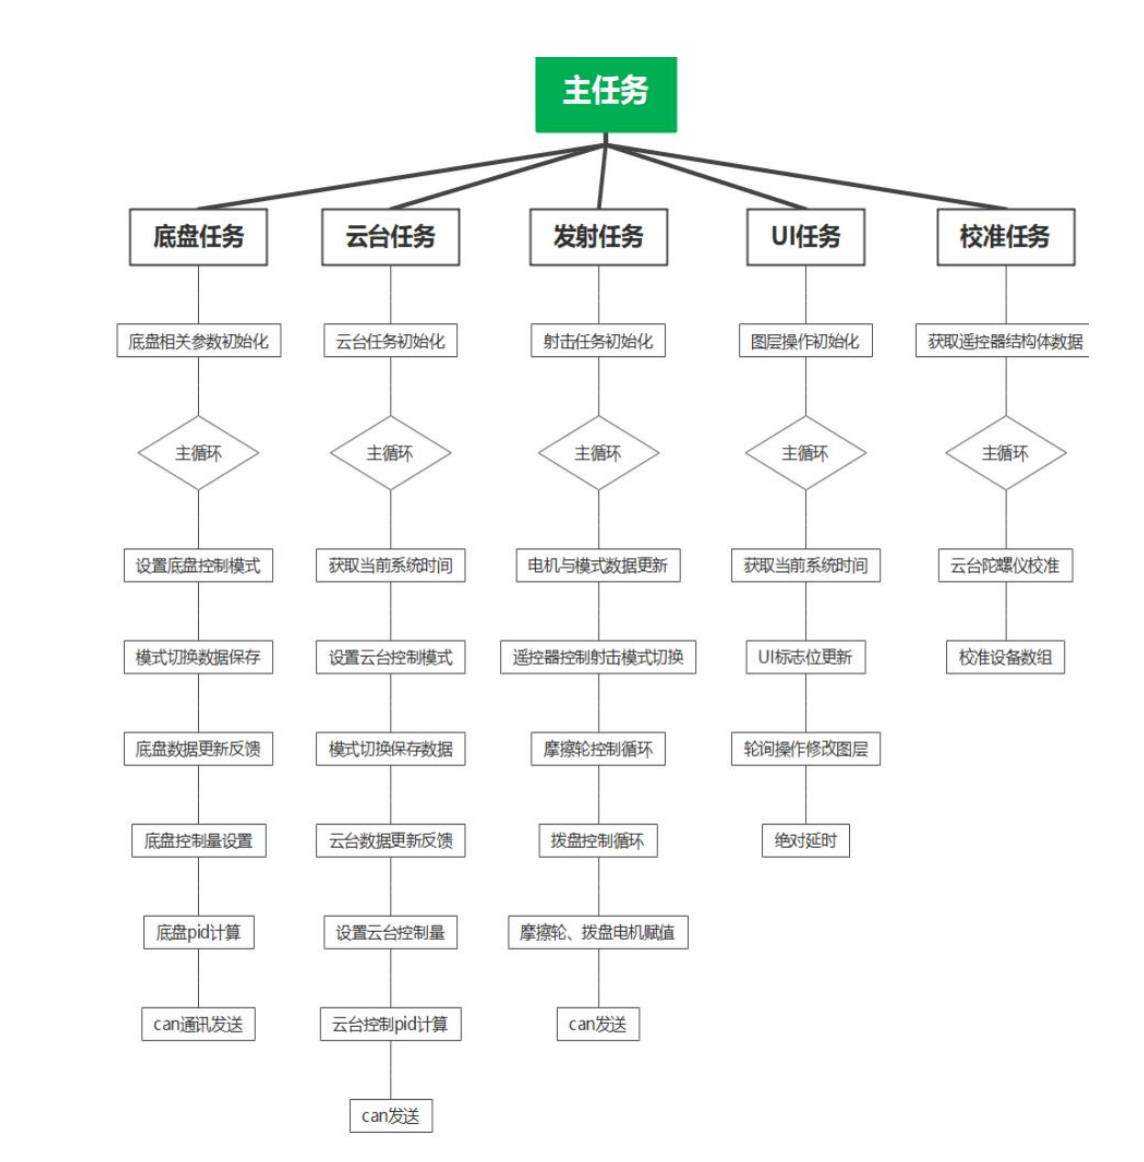 主任务
底盘任务
云台任务
发射任务
UI任务
校准任务
底盘相关参数初始化
云台任务初始化
射击任务初始化
图层操作初始化
获取遥控器结构体数据
主循环
主循环
主循环
主循环
主循环
设置底盘控制模式
获取当前系统时间
电机与模式数据更新
获取当前系统时间
云台陀螺仪校准
模式切换数据保存
设置云台控制模式
遥控器控制射击模式切换
UI标志位更新
校准设备数组
底盘数据更新反馈
模式切换保存数据
摩擦轮控制循环
轮询操作修改图层
底盘控制量设置
云台数据更新反馈
拨盘控制循环
绝对延时
底盘pid计算
设置云台控制量
摩擦轮、拨盘电机赋值
can通讯发送
云台控制pid计算
can发送
can发送